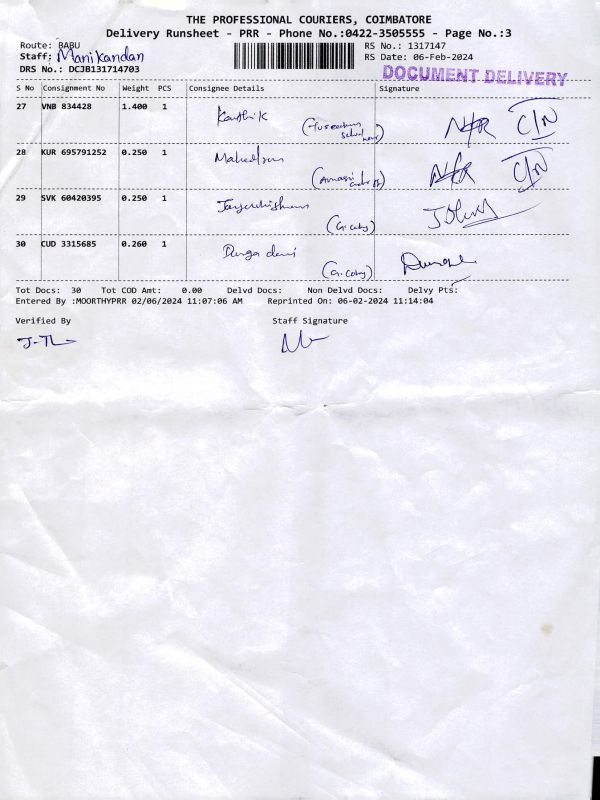 THE PROFESSIONAL COURIERS, COIMBATORE
Delivery Runsheet - PRR - Phone No.:0422-3505555 - Page No.:3
Route: BABU
RS No.: 1317147
Staff: Manikandan
RS Date: 06-Feb-2024
DRS No.: DCJB131714703
DOCUMENT DELIVERY
S No Consignment No Weight PCS Consignee Details Signature
27 VNB 834428 1.400 1 Karthik
N/R C/N
28 KUR 695791252 0.250 1
N/R C/N
29 SVK 60420395 0.250 1
30 CUD 3315685 0.260 1 Durga devi
Tot Docs: 30 Tot COD Amt: 0.00 Delvd Docs: Non Delvd Docs: Delvy Pts:
Entered By :MOORTHYPRR 02/06/2024 11:07:06 AM Reprinted On: 06-02-2024 11:14:04
Verified By Staff Signature